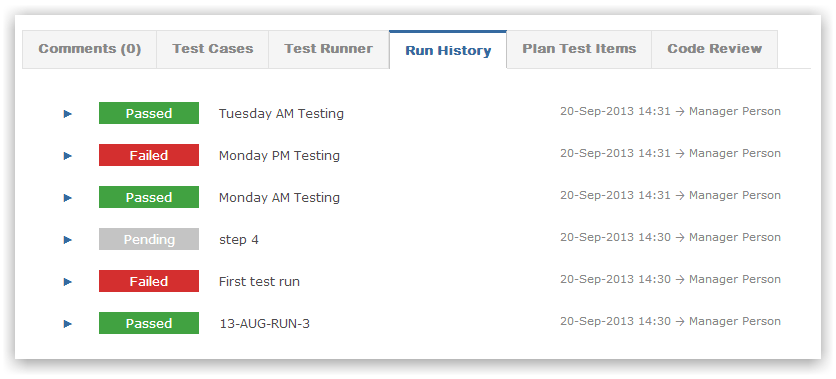 Comments (0) Test Cases Test Runner Run History Plan Test Items Code Review
Passed Tuesday AM Testing 20-Sep-2013 14:31 → Manager Person
Failed Monday PM Testing 20-Sep-2013 14:31 → Manager Person
Passed Monday AM Testing 20-Sep-2013 14:31 → Manager Person
Pending step 4 20-Sep-2013 14:30 → Manager Person
Failed First test run 20-Sep-2013 14:30 → Manager Person
Passed 13-AUG-RUN-3 20-Sep-2013 14:30 → Manager Person